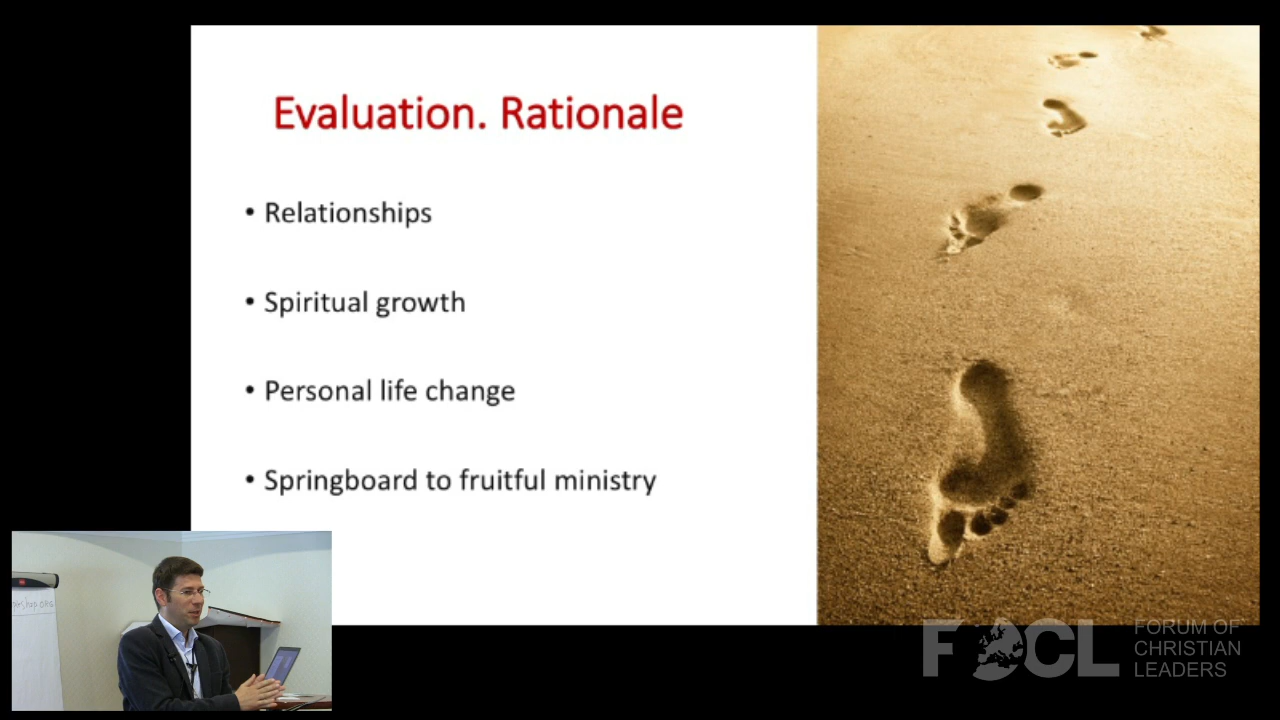 Evaluation. Rationale
• Relationships
• Spiritual growth
• Personal life change
• Springboard to fruitful ministry
FOCL
FORUM OF
CHRISTIAN
LEADERS